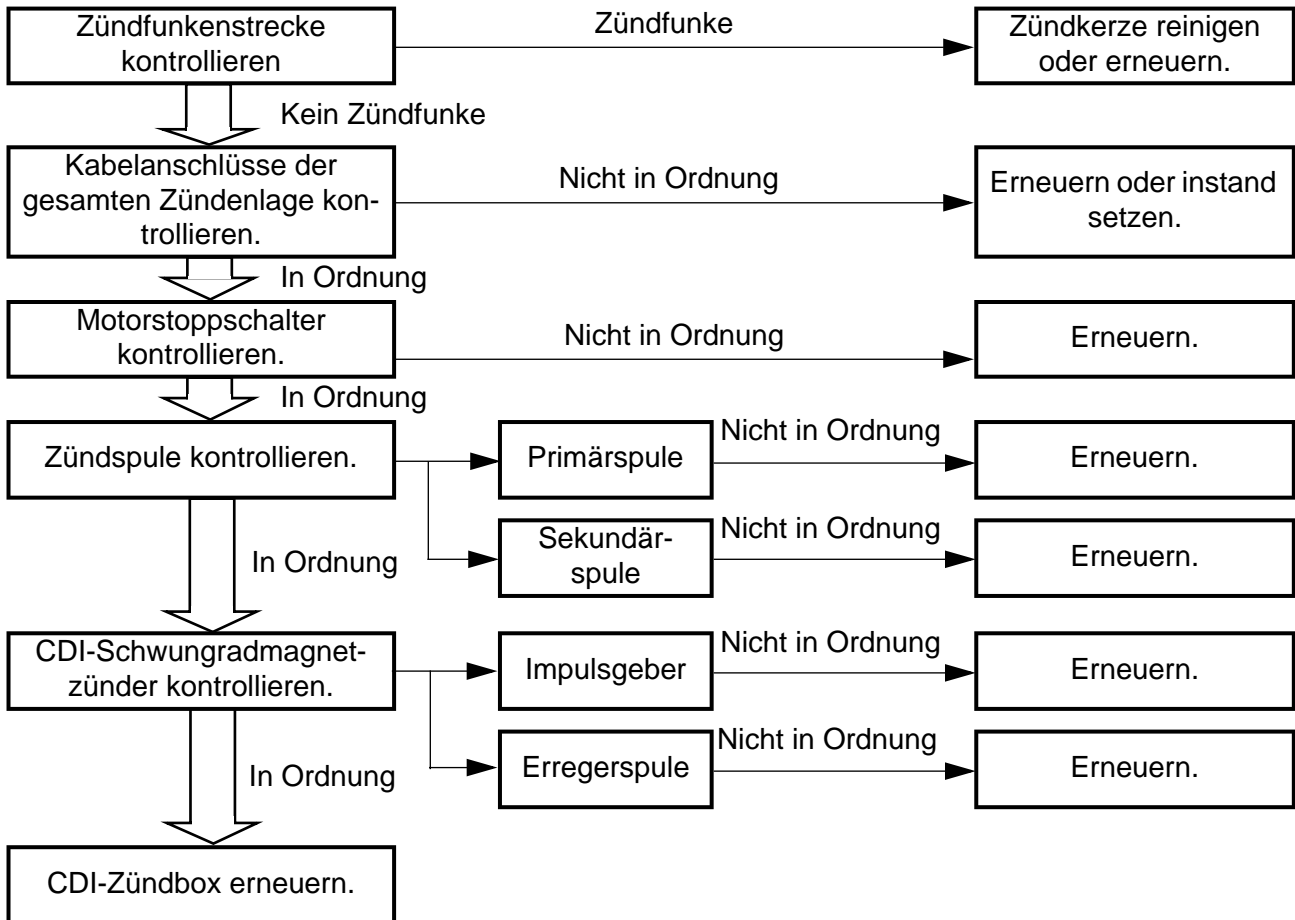 Zündfunkenstrecke
kontrollieren
Zündfunke
Zündkerze reinigen
oder erneuern.
Kein Zündfunke
Kabelanschlüsse der
gesamten Zündenlage kon-
trollieren.
Nicht in Ordnung
Erneuern oder instand
setzen.
In Ordnung
Motorstoppschalter
kontrollieren.
Nicht in Ordnung
Erneuern.
In Ordnung
Zündspule kontrollieren.
Primärspule
Nicht in Ordnung
Erneuern.
Sekundär-
spule
Nicht in Ordnung
Erneuern.
In Ordnung
CDI-Schwungradmagnet-
zünder kontrollieren.
Impulsgeber
Nicht in Ordnung
Erneuern.
Erregerspule
Nicht in Ordnung
Erneuern.
In Ordnung
CDI-Zündbox erneuern.